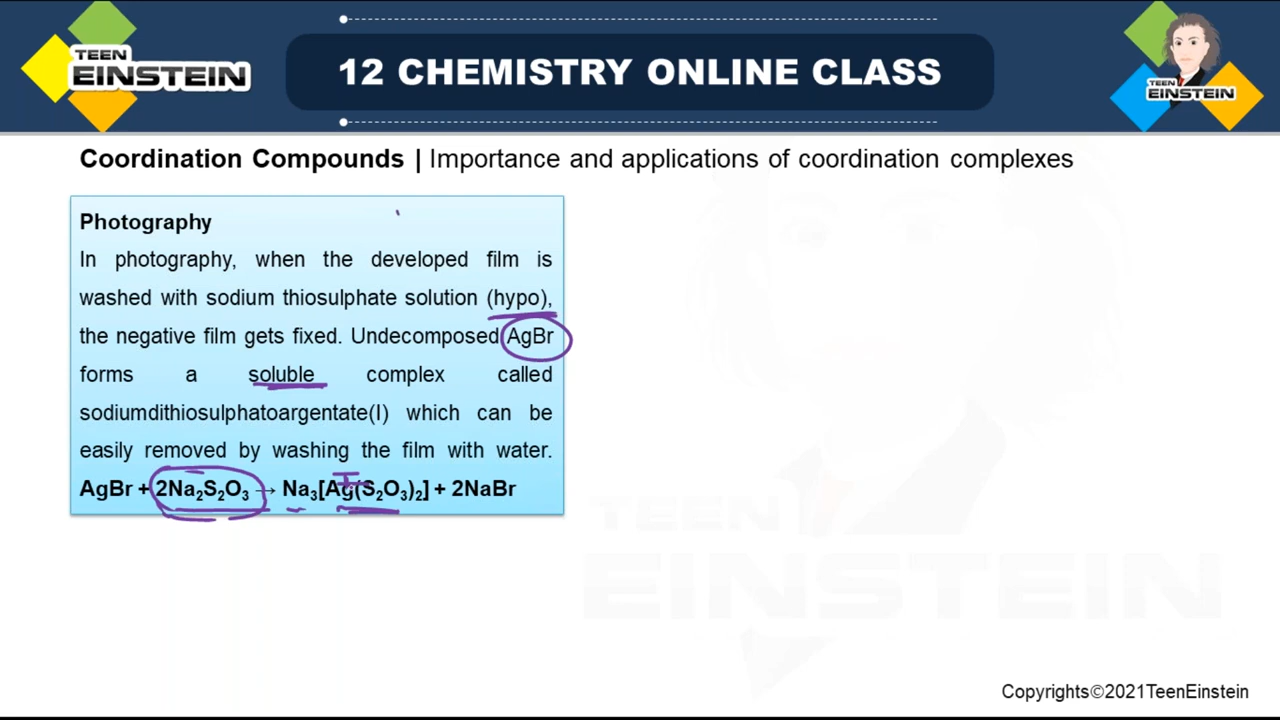 TEEN
EINSTEIN
12 CHEMISTRY ONLINE CLASS
TEEN
EINSTEIN
Coordination Compounds | Importance and applications of coordination complexes
Photography
In photography, when the developed film is
washed with sodium thiosulphate solution (hypo),
the negative film gets fixed. Undecomposed AgBr
forms a soluble complex called
sodiumdithiosulphatoargentate(I) which can be
easily removed by washing the film with water.
AgBr + 2Na₂S₂O₃ → Na₃[Ag(S₂O₃)₂] + 2NaBr
I
TEEN
EINSTEIN
Copyrights©2021TeenEinstein